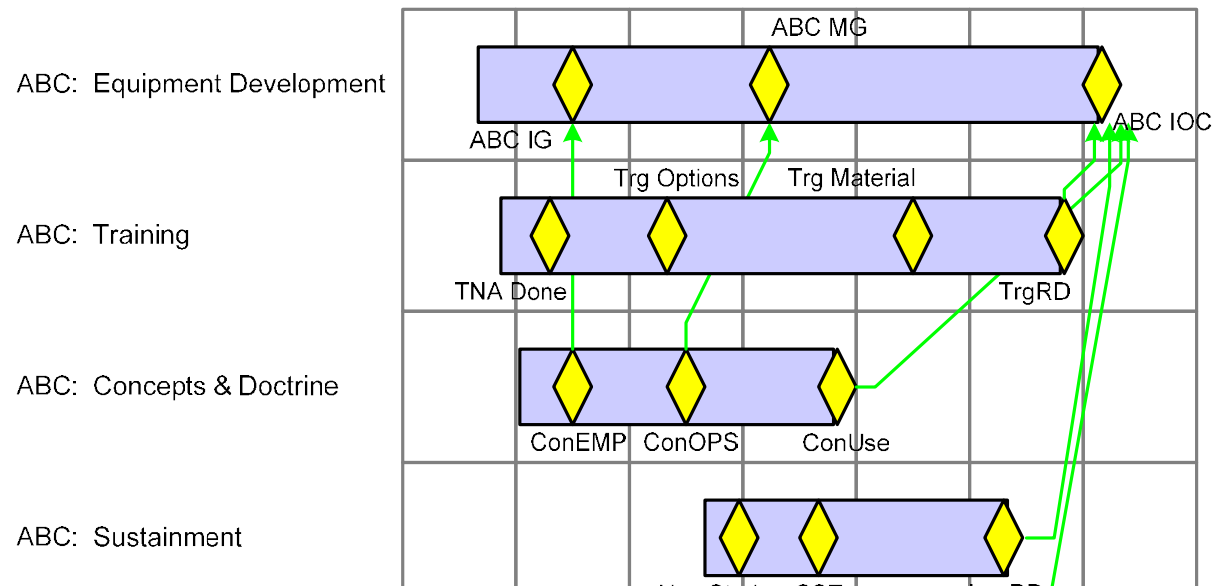 ABC MG
ABC: Equipment Development
ABC IOC
ABC IG
Trg Options
Trg Material
ABC: Training
TNA Done
TrgRD
ABC: Concepts & Doctrine
ConEMP
ConOPS
ConUse
ABC: Sustainment